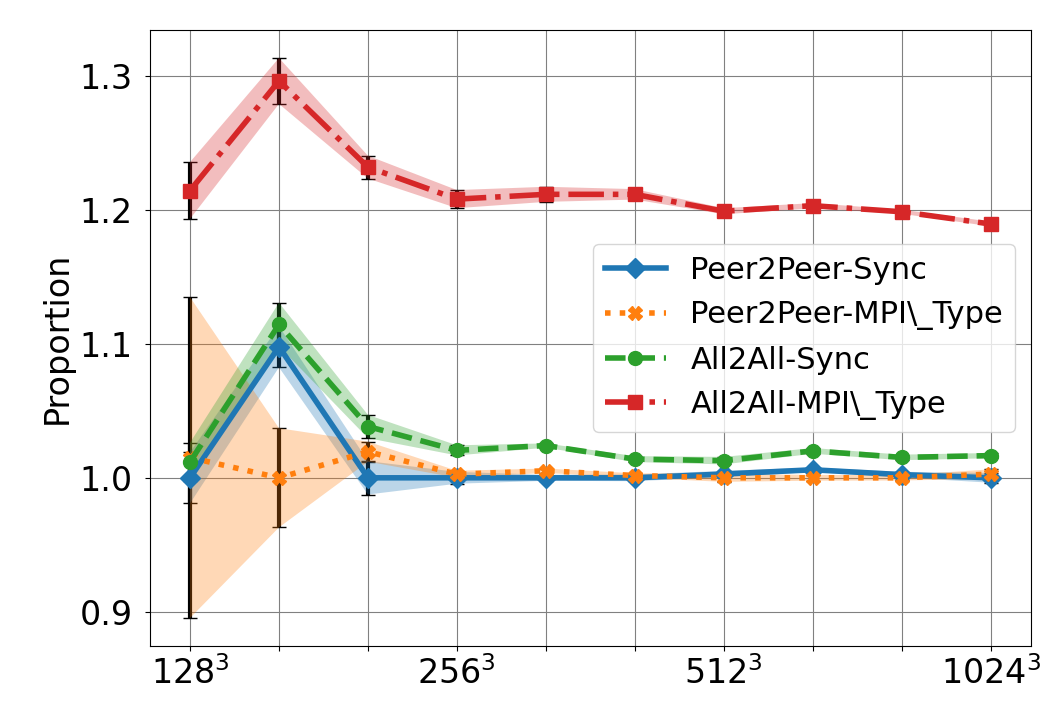 1.3
1.2
1.1
1.0
0.9
Proportion
Peer2Peer-Sync
Peer2Peer-MPI\_Type
All2All-Sync
All2All-MPI\_Type
128³ 256³ 512³ 1024³